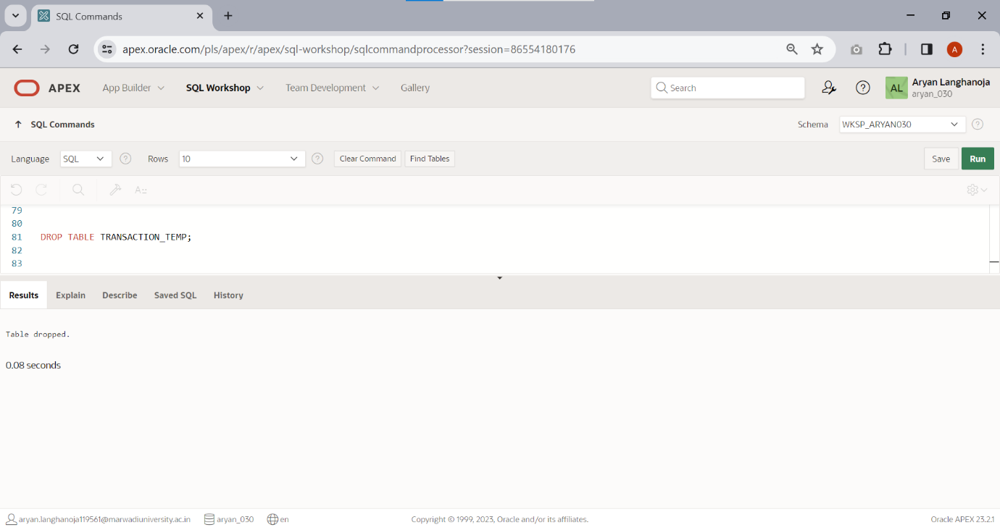 SQL Commands
apex.oracle.com/pls/apex/r/apex/sql-workshop/sqlcommandprocessor?session=86554180176
A
APEX App Builder SQL Workshop Team Development Gallery Search ? AL Aryan Langhanoja
aryan_030
SQL Commands Schema WKSP_ARYAN030 ?
Language SQL ? Rows 10 ? Clear Command Find Tables Save Run
79
80
81 DROP TABLE TRANSACTION_TEMP;
82
83
Results Explain Describe Saved SQL History
Table dropped.
0.08 seconds
aryan.langhanoja119561@marwadiuniversity.ac.in aryan_030 en Copyright © 1999, 2023, Oracle and/or its affiliates. Oracle APEX 23.2.1